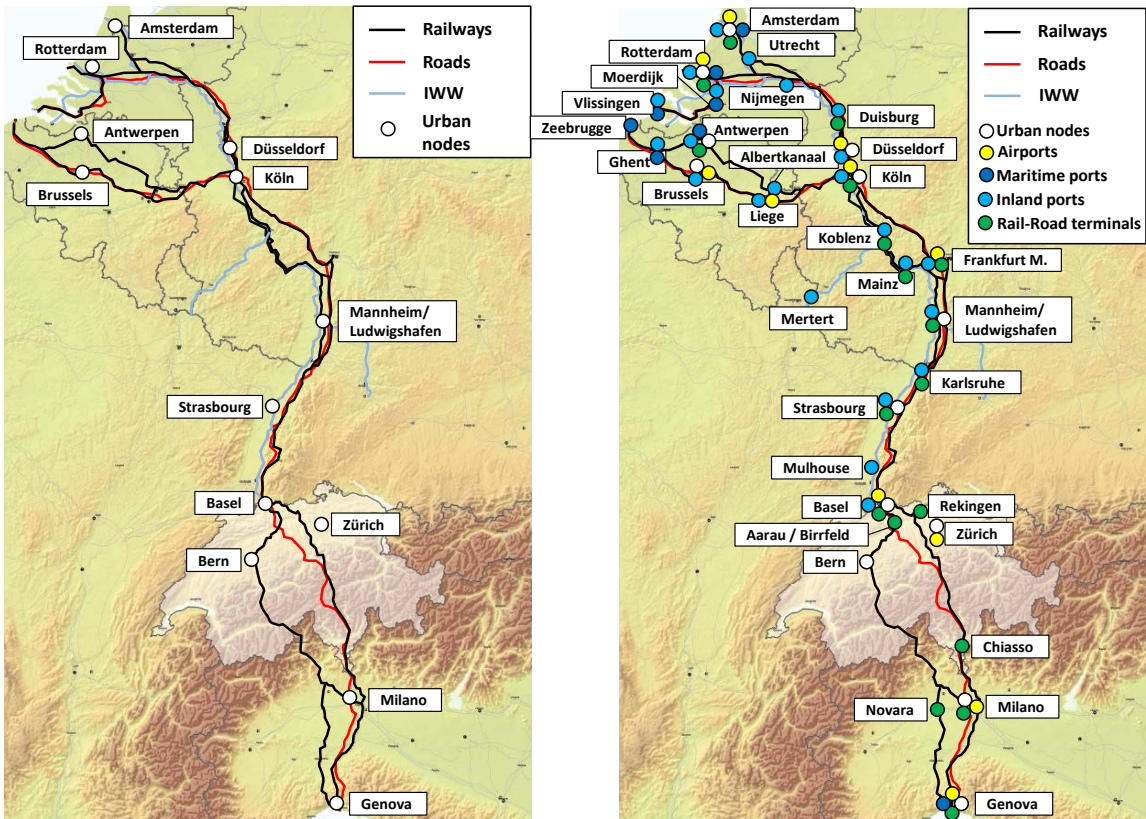 Amsterdam
Rotterdam
Antwerpen
Brussels
Düsseldorf
Köln
Mannheim/
Ludwigshafen
Strasbourg
Basel
Zürich
Bern
Milano
Genova
Railways
Roads
IWW
Urban
nodes
Amsterdam
Rotterdam
Utrecht
Moerdijk
Nijmegen
Vlissingen
Zeebrugge
Antwerpen
Duisburg
Albertkanaal
Düsseldorf
Ghent
Köln
Brussels
Liege
Koblenz
Frankfurt M.
Mainz
Mertert
Mannheim/
Ludwigshafen
Karlsruhe
Strasbourg
Mulhouse
Basel
Rekingen
Aarau / Birrfeld
Zürich
Bern
Chiasso
Novara
Milano
Genova
Railways
Roads
IWW
Urban nodes
Airports
Maritime ports
Inland ports
Rail-Road terminals